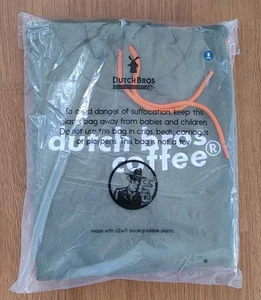 DUTCH BROS
To avoid danger of suffocation, keep this
plastic bag away from babies and children.
Do not use this bag in cribs, beds, carriages
or playpens. This bag is not a toy.
dutch bros
coffee®
made with d2w® biodegradable plastic